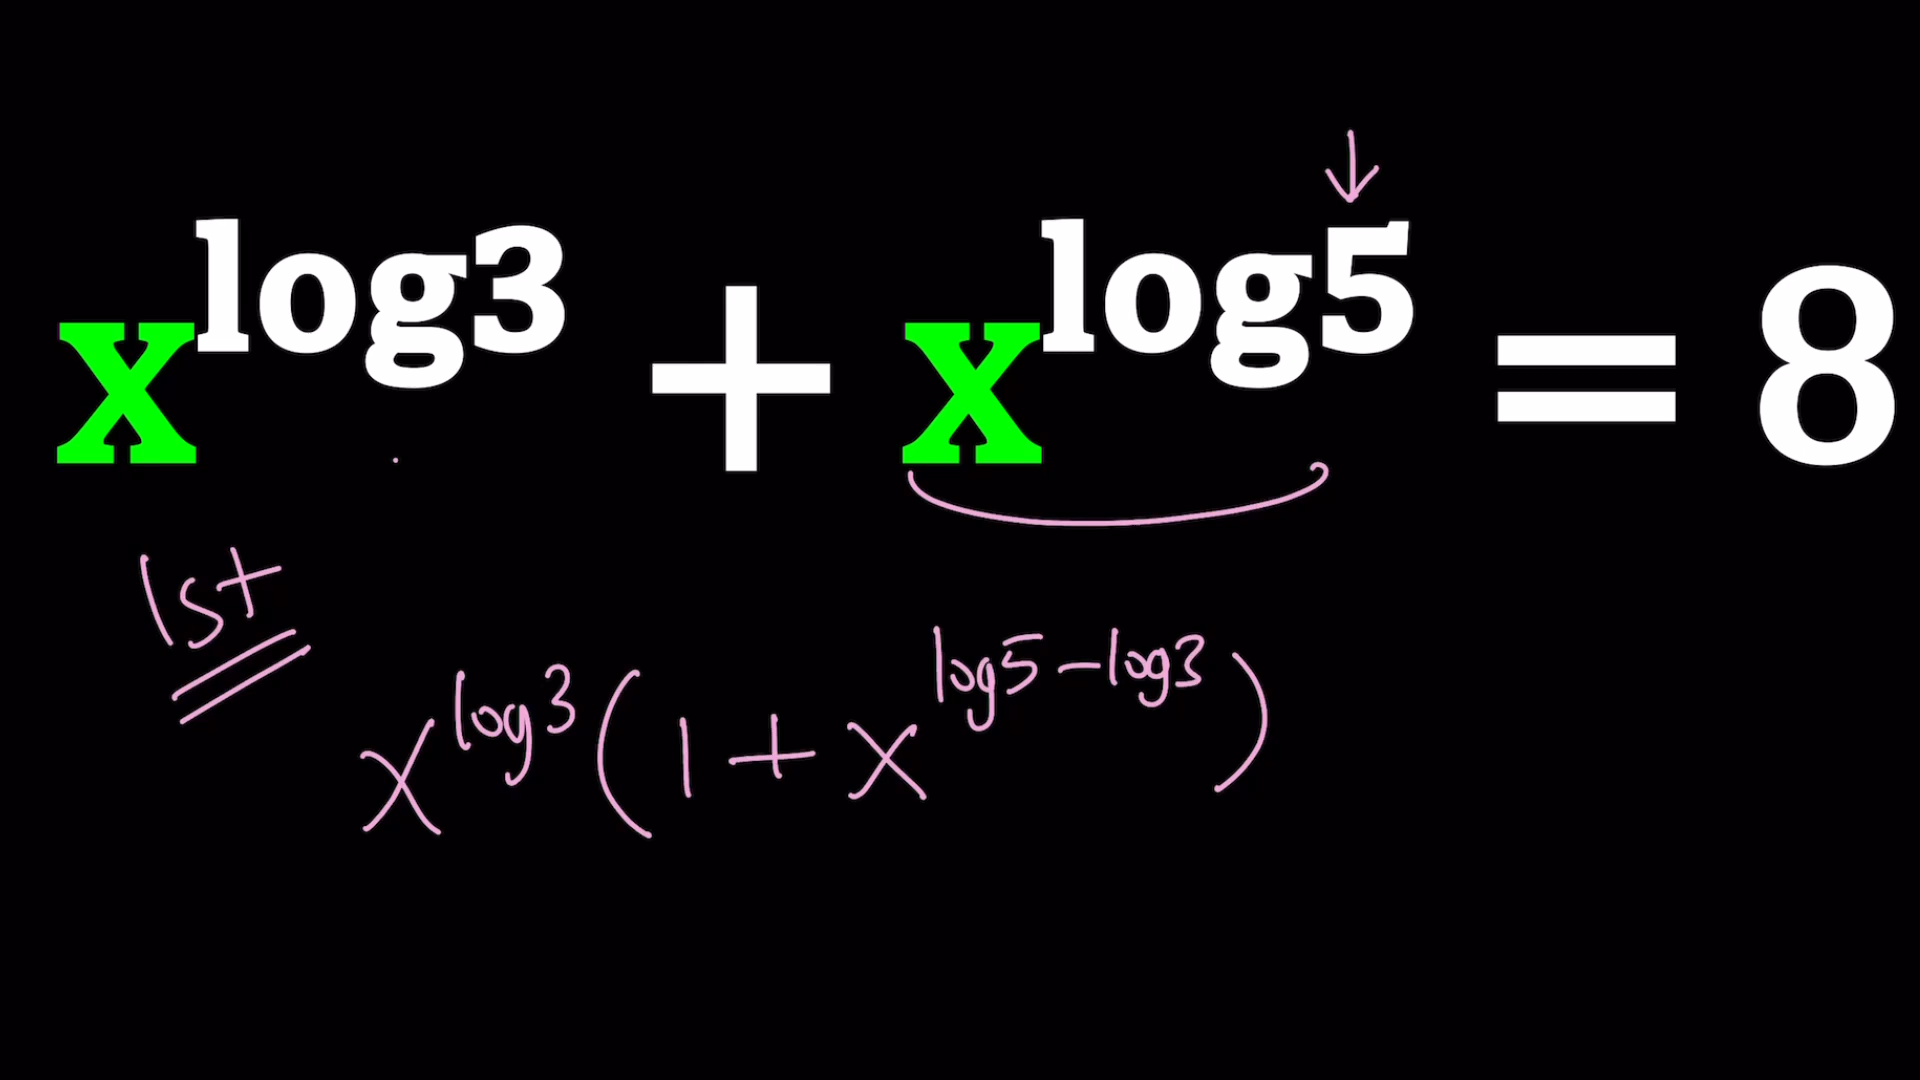 x^log3 + x^log5 = 8
1st
x^log3 (1 + x^log5-log3)